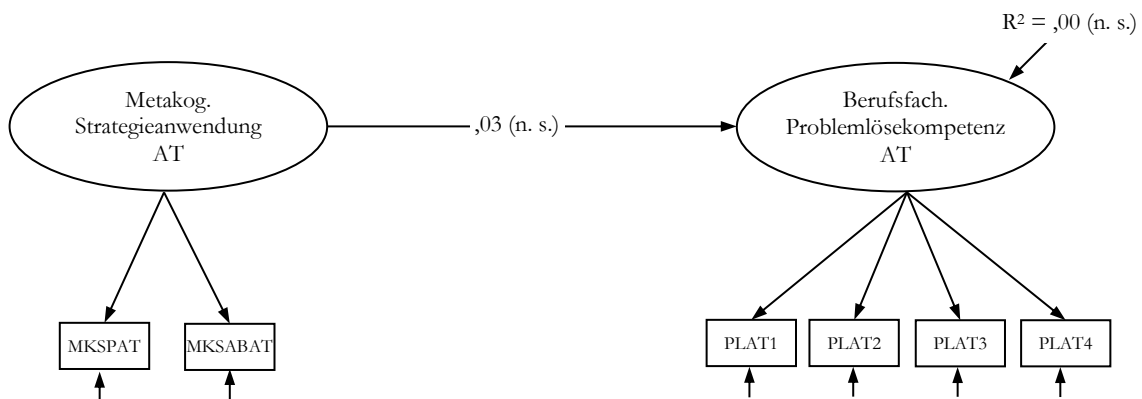 R² = ,00 (n. s.)
Metakog.
Strategieanwendung
AT
,03 (n. s.)
Berufsfach.
Problemlösekompetenz
AT
MKSPAT
MKSABAT
PLAT1
PLAT2
PLAT3
PLAT4